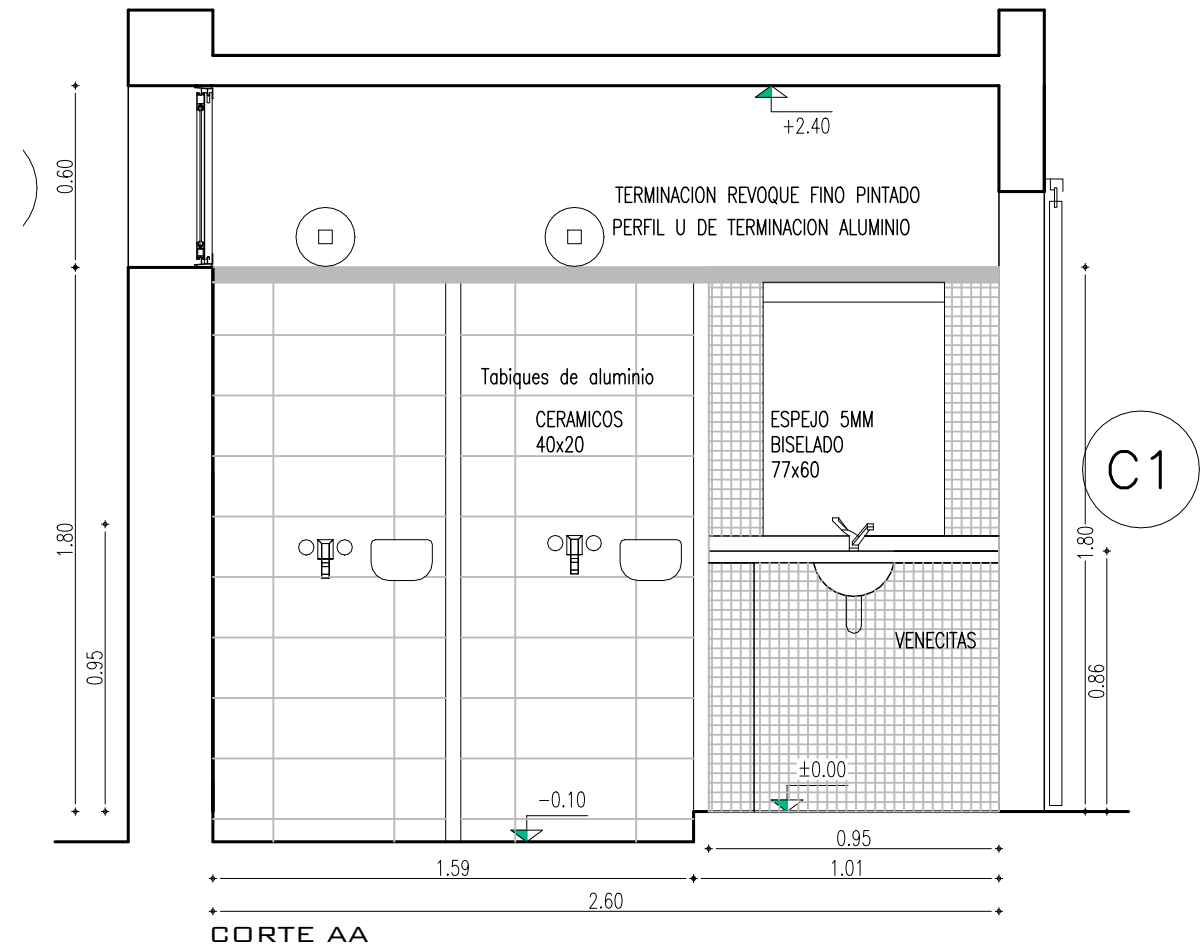 +2.40
0.60
TERMINACION REVOQUE FINO PINTADO
PERFIL U DE TERMINACION ALUMINIO
Tabiques de aluminio
CERAMICOS
40x20
ESPEJO 5MM
BISELADO
77x60
C1
1.80
1.80
0.95
VENECITAS
0.86
±0.00
-0.10
0.95
1.59
1.01
2.60
CORTE AA